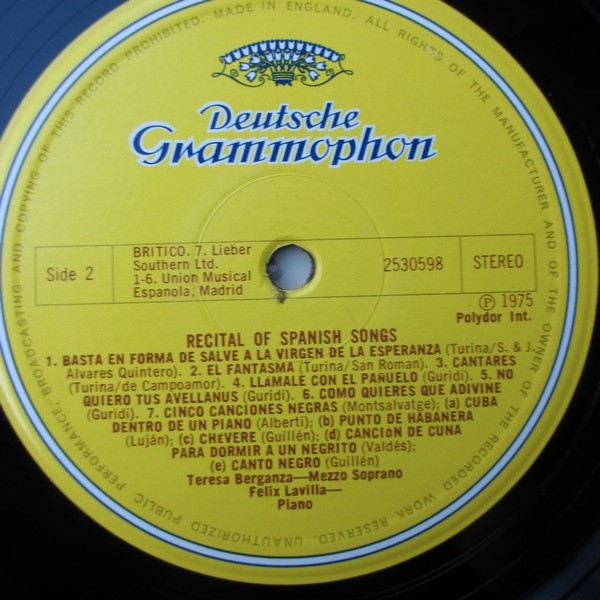 MADE IN ENGLAND. ALL RIGHTS OF THE MANUFACTURER AND OF THE OWNER OF THE RECORDED WORK RESERVED. UNAUTHORIZED PUBLIC PERFORMANCE, BROADCASTING AND COPYING OF THIS RECORD PROHIBITED.
Deutsche
Grammophon
Side 2
BRITICO. 7. Lieber
Southern Ltd.
1-6. Union Musical
Espanola, Madrid
2530598
STEREO
Ⓟ 1975
Polydor Int.
RECITAL OF SPANISH SONGS
1. BASTA EN FORMA DE SALVE A LA VIRGEN DE LA ESPERANZA (Turina/S. & J.
Alvares Quintero). 2. EL FANTASMA (Turina/San Roman). 3. CANTARES
(Turina/de Campoamor). 4. LLAMALE CON EL PAÑUELO (Guridi). 5. NO
QUIERO TUS AVELLANUS (Guridi). 6. COMO QUIERES QUE ADIVINE
(Guridi). 7. CINCO CANCIONES NEGRAS (Montsalvatge); (a) CUBA
DENTRO DE UN PIANO (Alberti); (b) PUNTO DE HABANERA
(Luján); (c) CHéVERE (Guillén); (d) CANCIóN DE CUNA
PARA DORMIR A UN NEGRITO (Valdés);
(e) CANTO NEGRO (Guillén)
Teresa Berganza—Mezzo Soprano
Felix Lavilla—
Piano